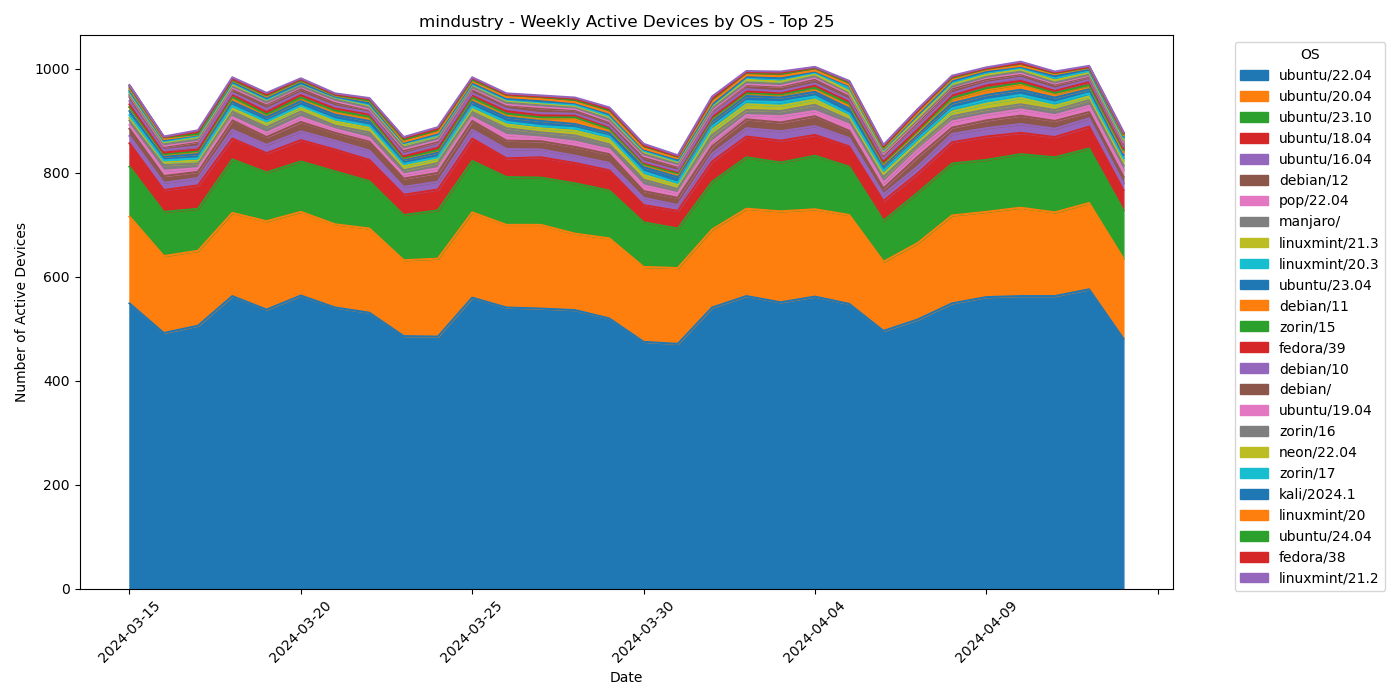 mindustry - Weekly Active Devices by OS - Top 25
Number of Active Devices
1000
800
600
400
200
0
2024-03-15
2024-03-20
2024-03-25
2024-03-30
2024-04-04
2024-04-09
Date
OS
ubuntu/22.04
ubuntu/20.04
ubuntu/23.10
ubuntu/18.04
ubuntu/16.04
debian/12
pop/22.04
manjaro/
linuxmint/21.3
linuxmint/20.3
ubuntu/23.04
debian/11
zorin/15
fedora/39
debian/10
debian/
ubuntu/19.04
zorin/16
neon/22.04
zorin/17
kali/2024.1
linuxmint/20
ubuntu/24.04
fedora/38
linuxmint/21.2